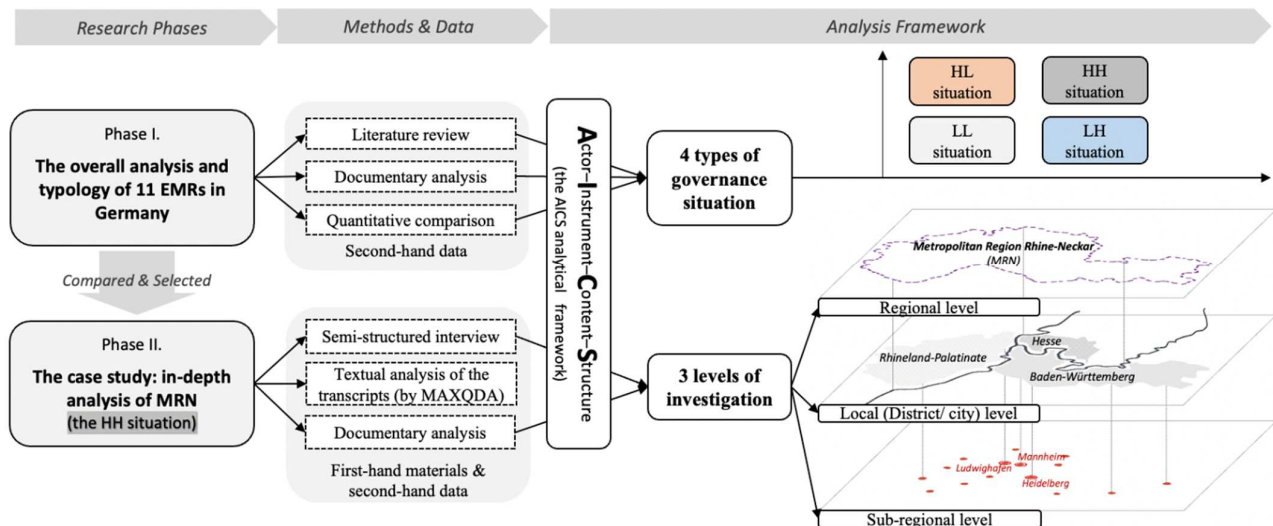 Research Phases
Methods & Data
Analysis Framework
Phase I.
The overall analysis and
typology of 11 EMRs in
Germany
Compared & Selected
Phase II.
The case study: in-depth
analysis of MRN
(the HH situation)
Literature review
Documentary analysis
Quantitative comparison
Second-hand data
Semi-structured interview
Textual analysis of the
transcripts (by MAXQDA)
Documentary analysis
First-hand materials &
second-hand data
Actor–Instrument–Content–Structure
(the AICS analytical framework)
4 types of
governance
situation
HL
situation
HH
situation
LL
situation
LH
situation
3 levels of
investigation
Metropolitan Region Rhine-Neckar
(MRN)
Regional level
Hesse
Rhineland-Palatinate
Baden-Württemberg
Local (District/ city) level
Mannheim
Ludwighafen
Heidelberg
Sub-regional level